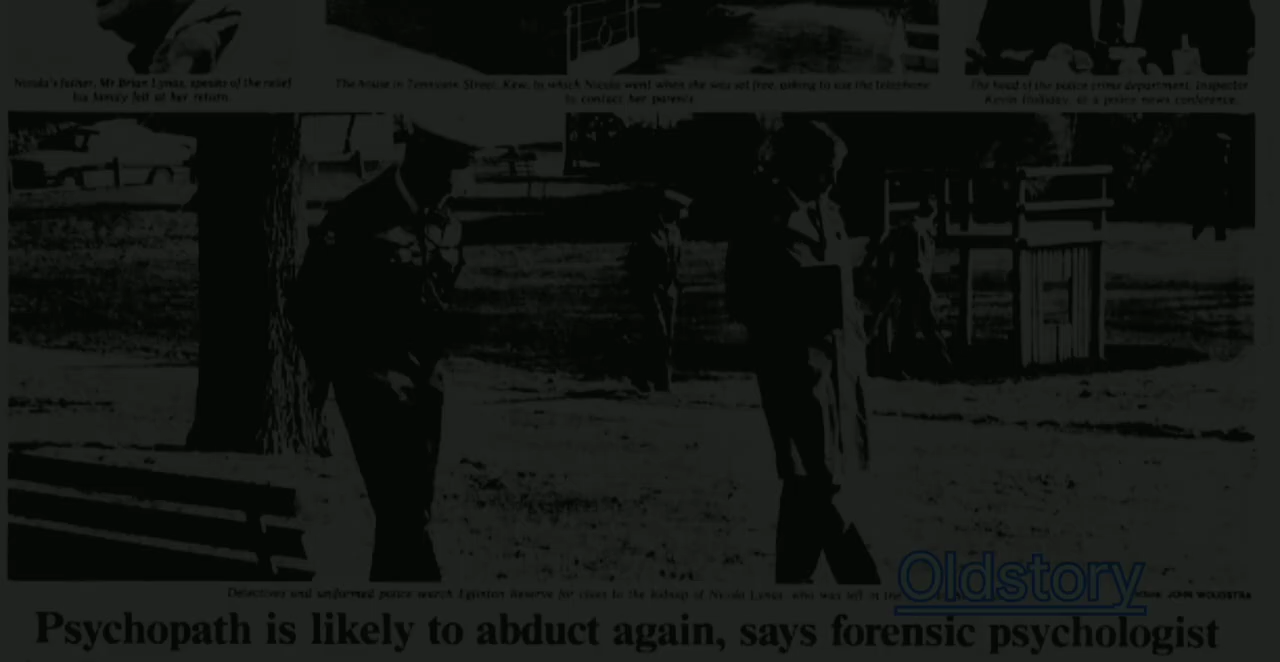 Nicola's father, Mr Brian Lynas, speaks of the relief
his family felt at her return.
The house in Tennyson Street, Kew, to which Nicola went when she was set free, asking to use the telephone
to contact her parents.
The head of the police crime department, Inspector
Kevin Holliday, at a police news conference.
Detectives and uniformed police search Eglinton Reserve for clues to the kidnap of Nicola Lynas, who was left in
JOHN WOUDSTRA
Oldstory
Psychopath is likely to abduct again, says forensic psychologist